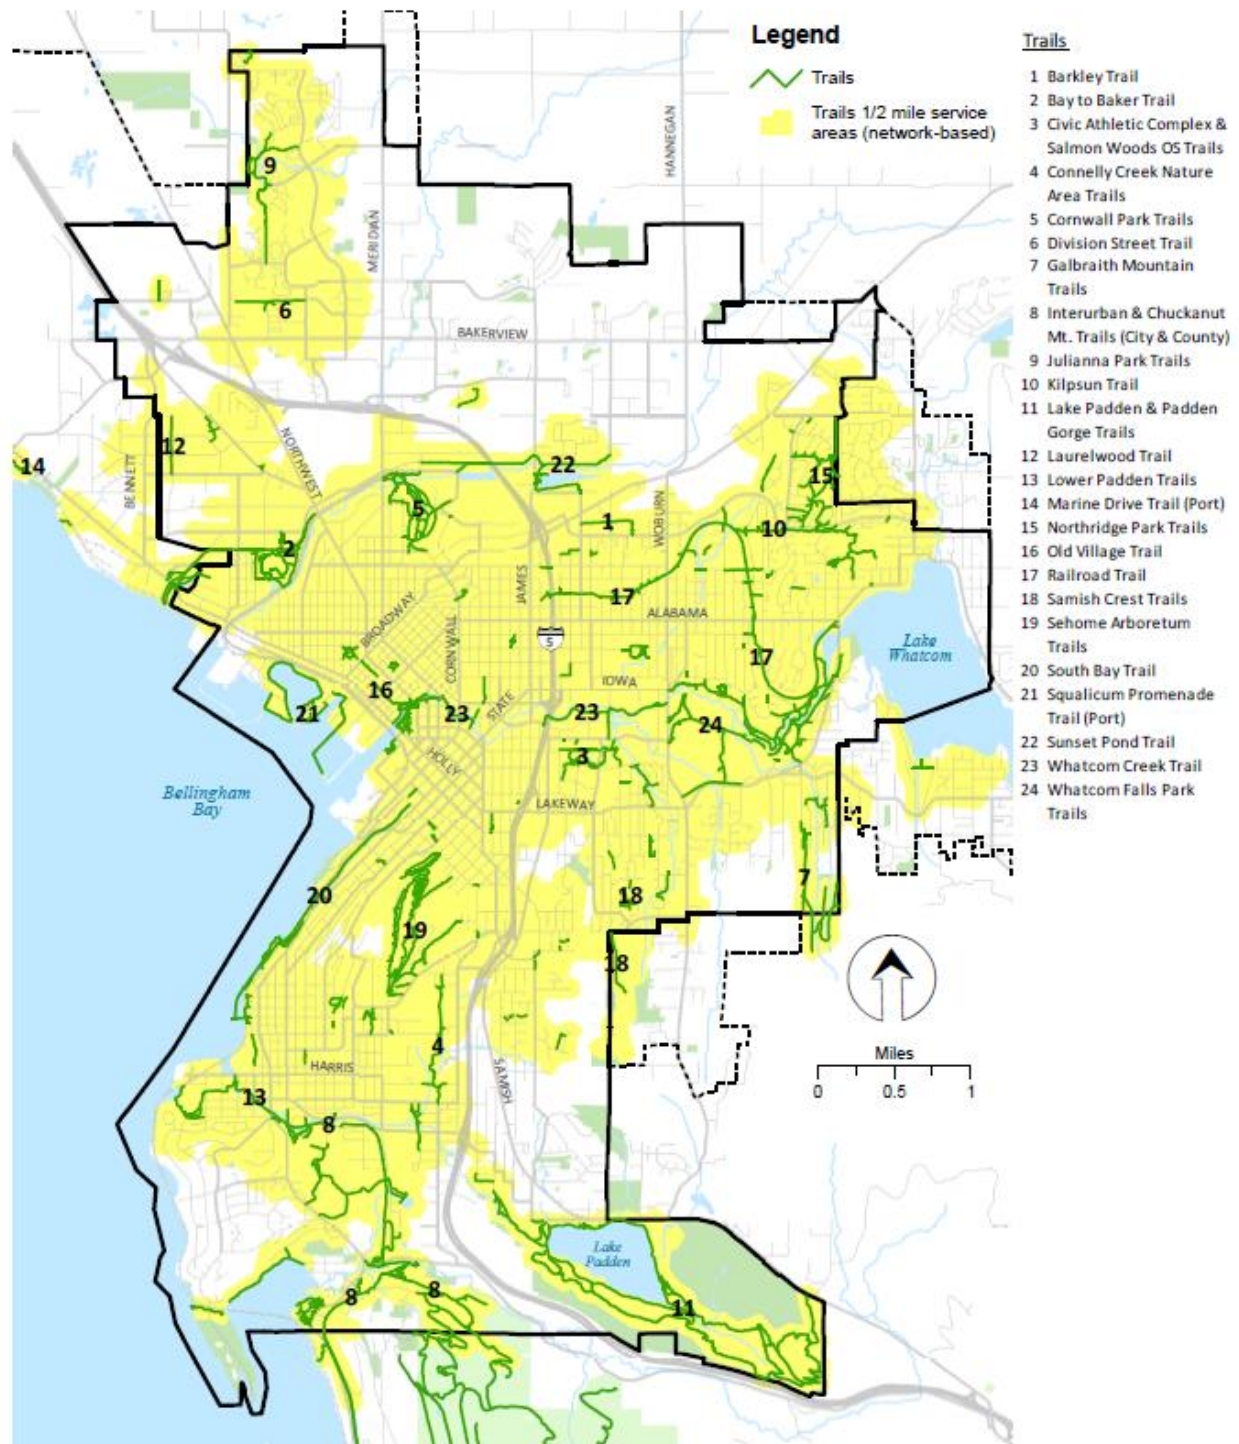 Legend
Trails
Trails 1/2 mile service
areas (network-based)
Trails
1 Barkley Trail
2 Bay to Baker Trail
3 Civic Athletic Complex &
Salmon Woods OS Trails
4 Connelly Creek Nature
Area Trails
5 Cornwall Park Trails
6 Division Street Trail
7 Galbraith Mountain
Trails
8 Interurban & Chuckanut
Mt. Trails (City & County)
9 Julianna Park Trails
10 Kilpsun Trail
11 Lake Padden & Padden
Gorge Trails
12 Laurelwood Trail
13 Lower Padden Trails
14 Marine Drive Trail (Port)
15 Northridge Park Trails
16 Old Village Trail
17 Railroad Trail
18 Samish Crest Trails
19 Sehome Arboretum
Trails
20 South Bay Trail
21 Squalicum Promenade
Trail (Port)
22 Sunset Pond Trail
23 Whatcom Creek Trail
24 Whatcom Falls Park
Trails
HANNEGAN
9
MERIDIAN
6
BAKERVIEW
12
14
BENNETT
NORTHWEST
22
15
5
WOBURN
1
10
2
JAMES
17
BROADWAY
ALABAMA
CORNWALL
5
Lake
Whatcom
17
IOWA
16
STATE
21
23
23
24
HOLLY
3
Bellingham
Bay
LAKEWAY
7
20
18
19
18
4
Miles
HARRIS
SAMISH
0
0.5
1
13
8
Lake
Padden
8
8
11